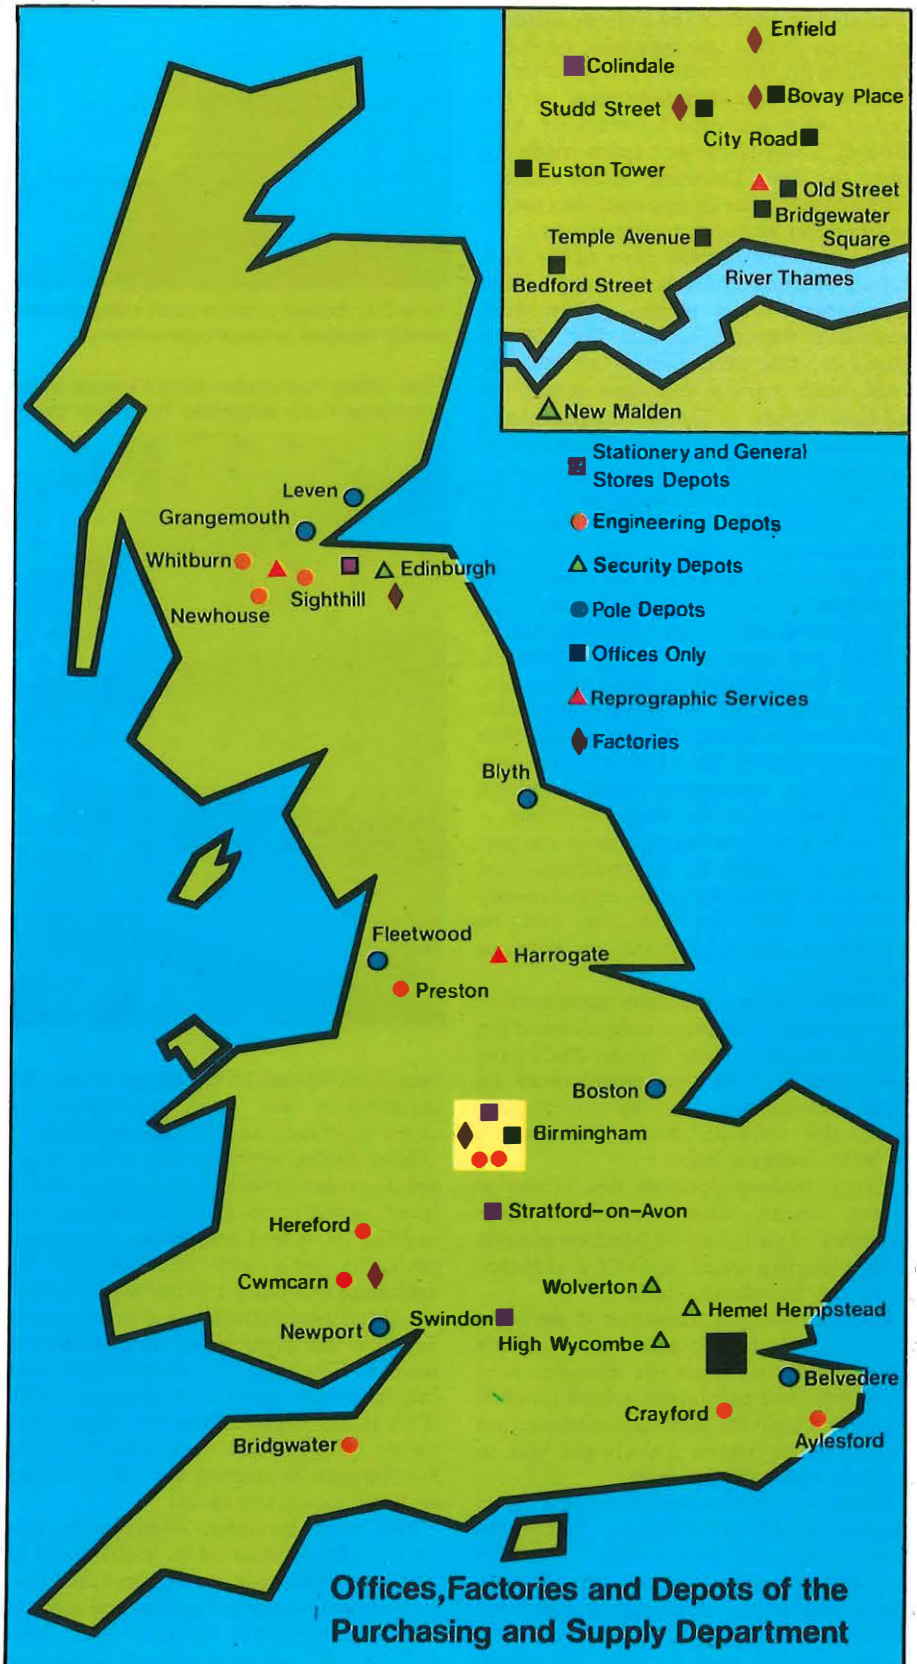 Enfield
Colindale
Studd Street
Bovay Place
City Road
Euston Tower
Old Street
Bridgewater
Square
Temple Avenue
Bedford Street
River Thames
New Malden
Stationery and General
Stores Depots
Engineering Depots
Security Depots
Pole Depots
Offices Only
Reprographic Services
Factories
Leven
Grangemouth
Whitburn
Edinburgh
Sighthill
Newhouse
Blyth
Fleetwood
Harrogate
Preston
Boston
Birmingham
Stratford-on-Avon
Hereford
Cwmcarn
Wolverton
Hemel Hempstead
Swindon
Newport
High Wycombe
Belvedere
Crayford
Aylesford
Bridgwater
Offices,Factories and Depots of the
Purchasing and Supply Department